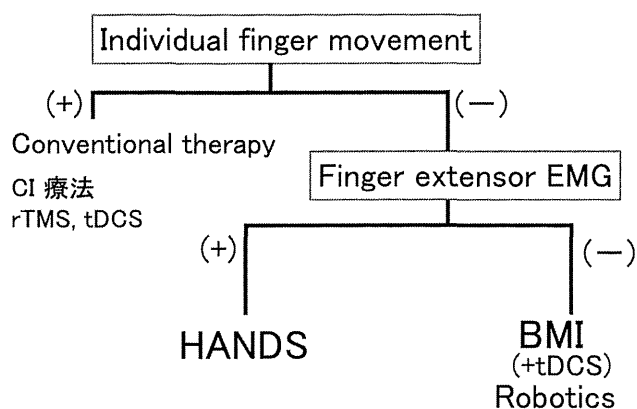 Individual finger movement
(+)
(—)
Conventional therapy
CI 療法
rTMS, tDCS
Finger extensor EMG
(+)
(—)
HANDS
BMI
(+tDCS)
Robotics